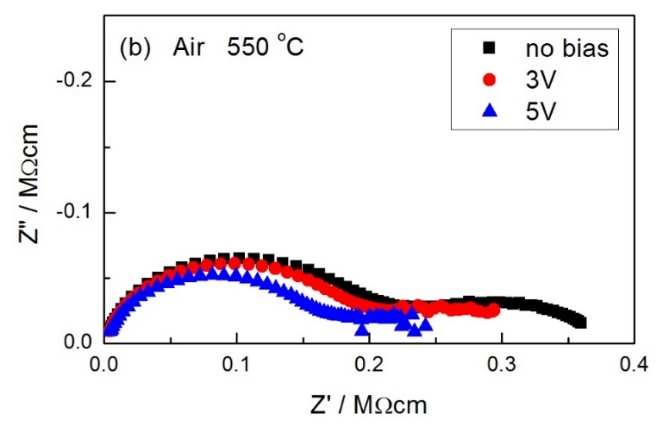 (b) Air 550 °C
no bias
3V
5V
-0.2
-0.1
0.0
Z" / MΩcm
0.0 0.1 0.2 0.3 0.4
Z' / MΩcm